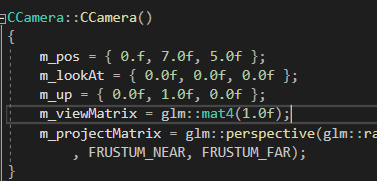 CCamera::CCamera()
{
m_pos = { 0.f, 7.0f, 5.0f };
m_lookAt = { 0.0f, 0.0f, 0.0f };
m_up = { 0.0f, 1.0f, 0.0f };
m_viewMatrix = glm::mat4(1.0f);
m_projectMatrix = glm::perspective(glm::ra
, FRUSTUM_NEAR, FRUSTUM_FAR);
}